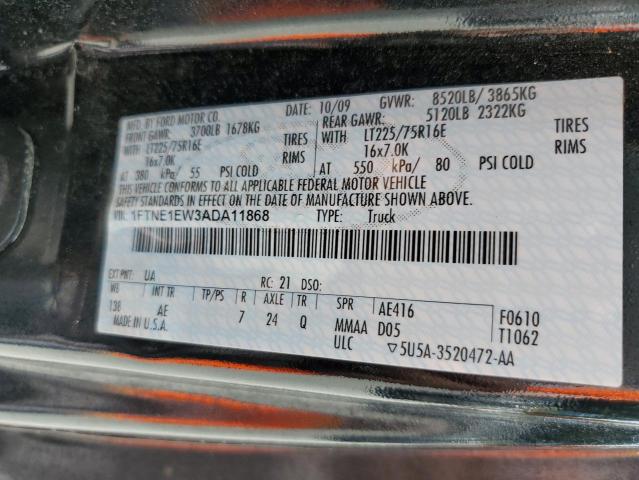 MFD. BY FORD MOTOR CO. DATE: 10/09 GVWR: 8520LB/ 3865KG
FRONT GAWR: 3700LB 1678KG REAR GAWR: 5120LB 2322KG
WITH LT225/75R16E TIRES WITH LT225/75R16E TIRES
16x7.0K RIMS 16x7.0K RIMS
AT 380 kPa/ 55 PSI COLD AT 550 kPa/ 80 PSI COLD
THIS VEHICLE CONFORMS TO ALL APPLICABLE FEDERAL MOTOR VEHICLE
SAFETY STANDARDS IN EFFECT ON THE DATE OF MANUFACTURE SHOWN ABOVE.
VIN: 1FTNE1EW3ADA11868 TYPE: Truck
EXT PNT: UA RC: 21 DSO:
WB INT TR TP/PS R AXLE TR SPR AE416 F0610
138 AE 7 24 Q MMAA D05 T1062
MADE IN U.S.A. ULC ▽5U5A-3520472-AA